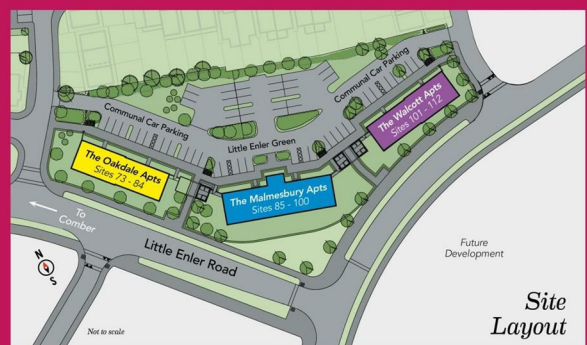 Communal Car Parking
Communal Car Parking
The Walcott Apts
Sites 101 - 112
Little Enler Green
The Oakdale Apts
Sites 73 - 84
The Malmesbury Apts
Sites 85 - 100
To
Comber
Little Enler Road
Future
Development
N
S
Not to scale
Site
Layout